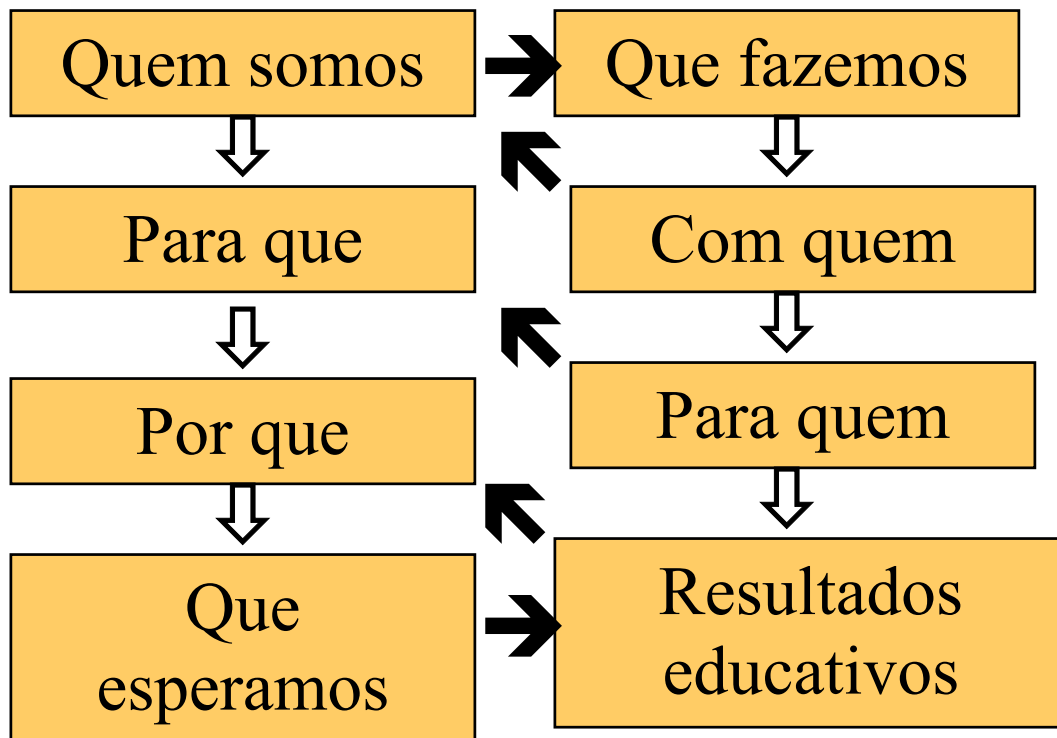 Quem somos
Que fazemos
Para que
Com quem
Por que
Para quem
Que
esperamos
Resultados
educativos